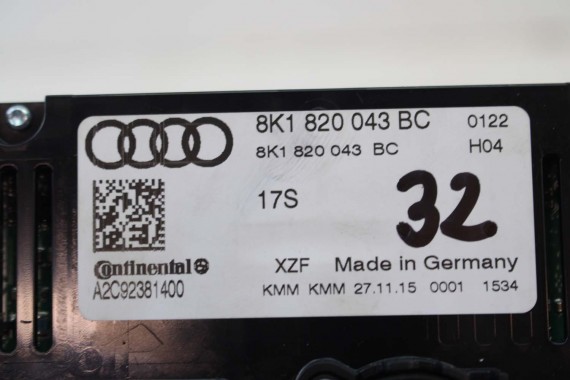 8K1 820 043 BC 0122
8K1 820 043 BC H04
17S 32
Continental XZF Made in Germany
A2C92381400 KMM KMM 27.11.15 0001 1534